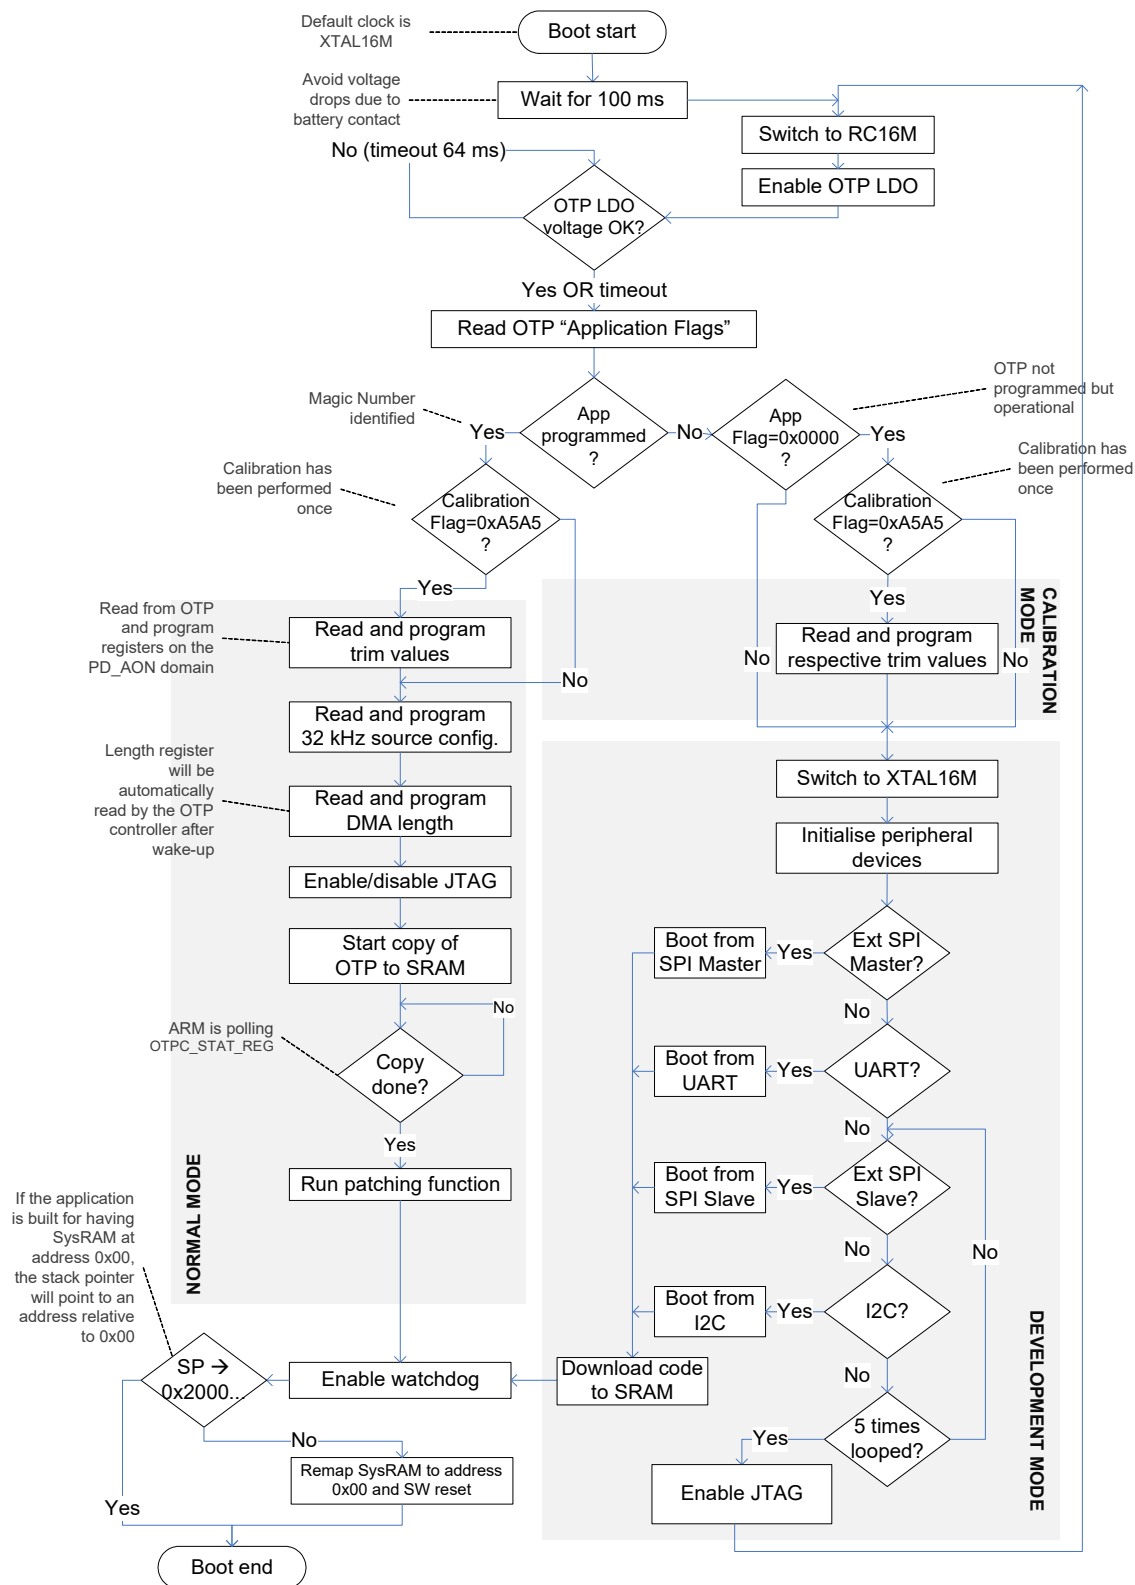 Default clock is
XTAL16M
Boot start
Avoid voltage
drops due to
battery contact
Wait for 100 ms
Switch to RC16M
No (timeout 64 ms)
Enable OTP LDO
OTP LDO
voltage OK?
Yes OR timeout
Read OTP “Application Flags”
OTP not
programmed but
operational
Magic Number
identified
Yes
App
programmed
?
No
App
Flag=0x0000
?
Yes
Calibration has
been performed
once
Calibration has
been performed
once
Calibration
Flag=0xA5A5
?
Calibration
Flag=0xA5A5
?
Yes
Yes
CALIBRATION
MODE
Read from OTP
and program
registers on the
PD_AON domain
Read and program
trim values
Read and program
respective trim values
No
No
No
Read and program
32 kHz source config.
Length register
will be
automatically
read by the OTP
controller after
wake-up
Read and program
DMA length
Switch to XTAL16M
Initialise peripheral
devices
Enable/disable JTAG
Start copy of
OTP to SRAM
Boot from
SPI Master
Yes
Ext SPI
Master?
No
No
ARM is polling
OTPC_STAT_REG
Copy
done?
Boot from
UART
Yes
UART?
No
Yes
NORMAL MODE
Run patching function
Boot from
SPI Slave
Yes
Ext SPI
Slave?
No
No
If the application
is built for having
SysRAM at
address 0x00,
the stack pointer
will point to an
address relative
to 0x00
Boot from
I2C
Yes
I2C?
DEVELOPMENT MODE
SP →
0x2000...
Enable watchdog
Download code
to SRAM
No
No
Yes
5 times
looped?
Remap SysRAM to address
0x00 and SW reset
Enable JTAG
Yes
Boot end